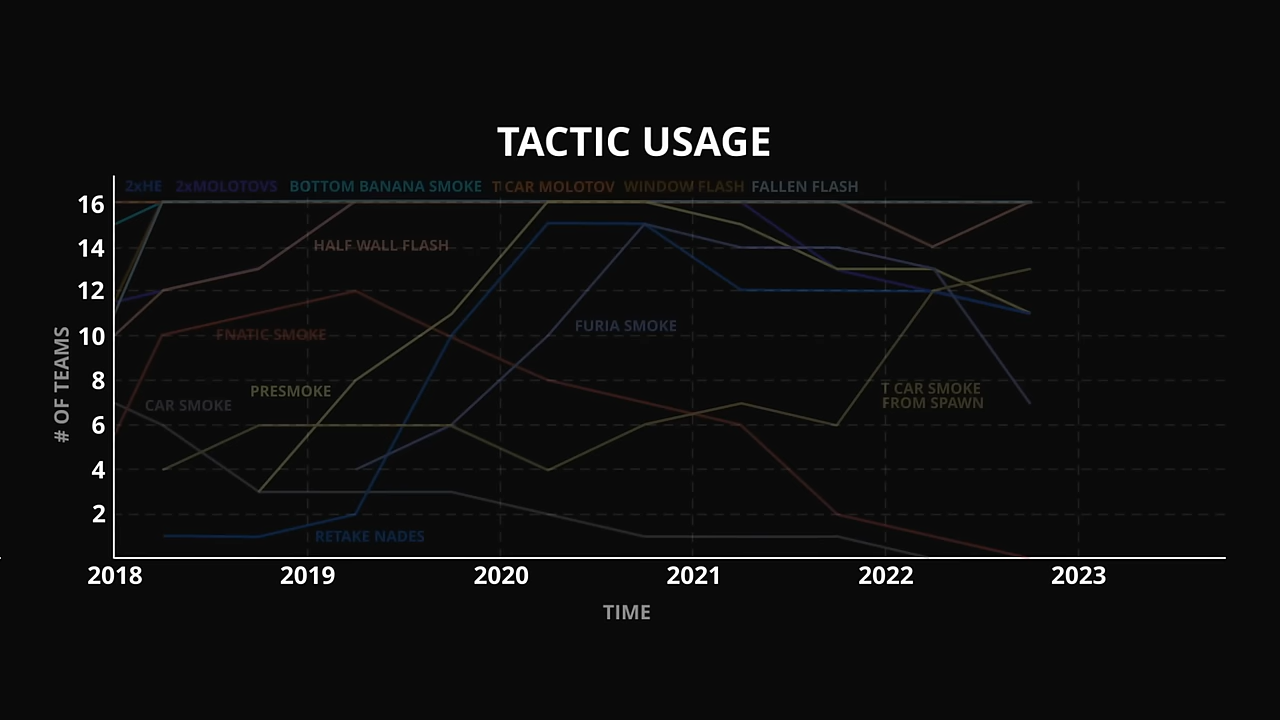 TACTIC USAGE
2xHE 2xMOLOTOVS BOTTOM BANANA SMOKE T CAR MOLOTOV WINDOW FLASH FALLEN FLASH
16
14
HALF WALL FLASH
12
10
FNATIC SMOKE
FURIA SMOKE
8
PRESMOKE
T CAR SMOKE
FROM SPAWN
CAR SMOKE
6
4
2
RETAKE NADES
# OF TEAMS
2018 2019 2020 2021 2022 2023
TIME